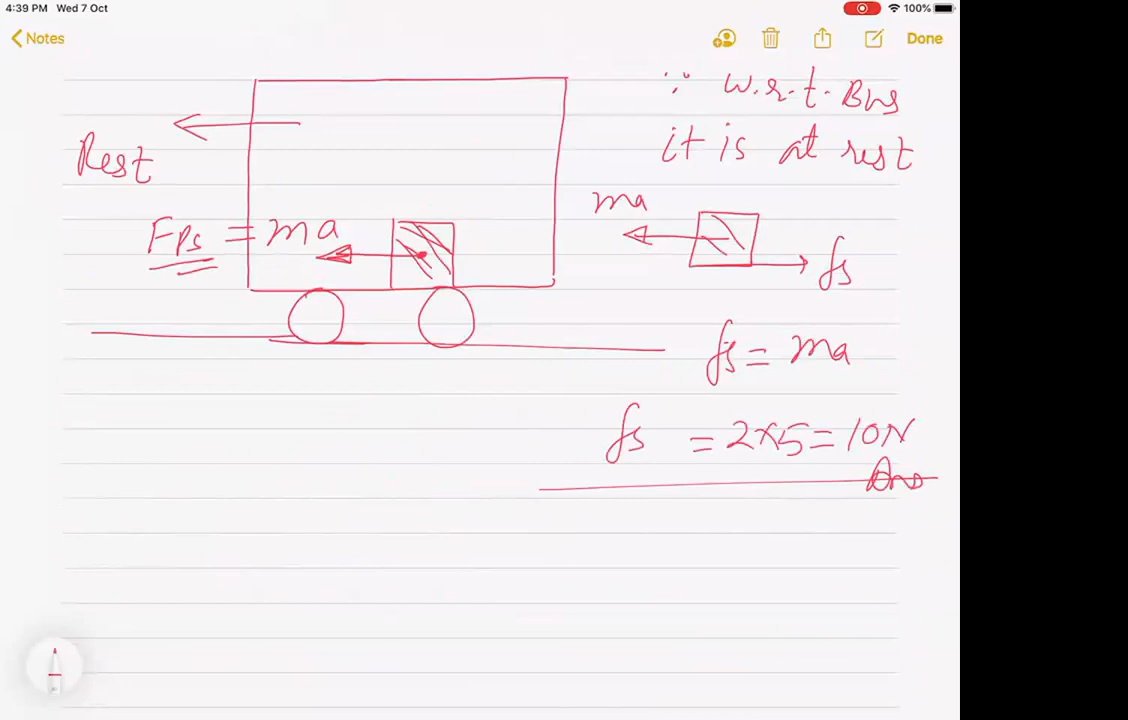 4:39 PM Wed 7 Oct
100%
Notes
Done
∵ w.r.t. Bus
it is at rest
Rest
Fps = ma
ma
fs
fs = ma
fs = 2×5 = 10N
Ans